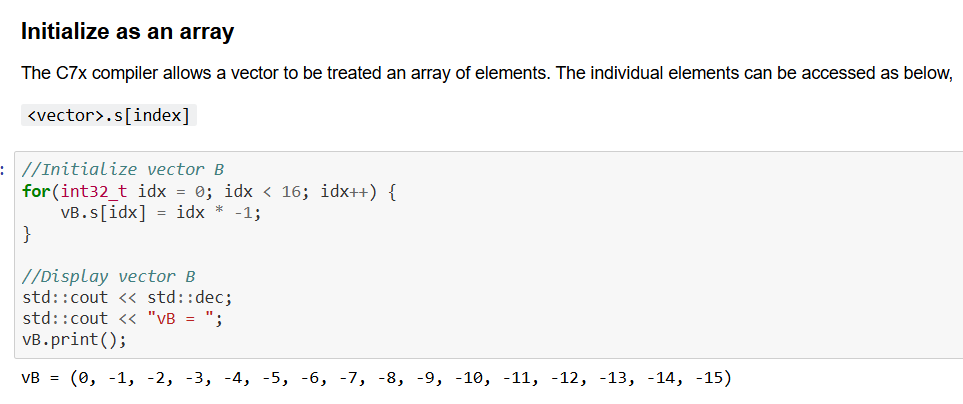 Initialize as an array
The C7x compiler allows a vector to be treated an array of elements. The individual elements can be accessed as below,
<vector>.s[index]
:
//Initialize vector B
for(int32_t idx = 0; idx < 16; idx++) {
    vB.s[idx] = idx * -1;
}
//Display vector B
std::cout << std::dec;
std::cout << "vB = ";
vB.print();
vB = (0, -1, -2, -3, -4, -5, -6, -7, -8, -9, -10, -11, -12, -13, -14, -15)